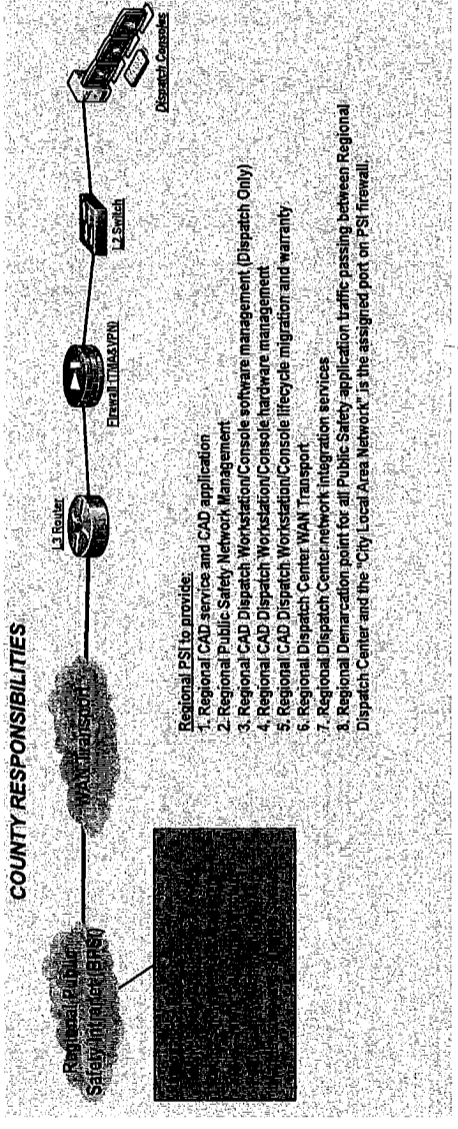 COUNTY RESPONSIBILITIES
Regional Public
Safety Intranet
WAN Transport
L3 Router
Firewall
L2 Switch
Dispatch Consoles
Regional PSI to provide:
1. Regional CAD service and CAD application
2. Regional Public Safety Network Management
3. Regional CAD Dispatch Workstation/Console software management (Dispatch Only)
4. Regional CAD Dispatch Workstation/Console hardware management
5. Regional CAD Dispatch Workstation/Console lifecycle migration and warranty
6. Regional Dispatch Center WAN Transport
7. Regional Dispatch Center network integration services
8. Regional Demarcation point for all Public Safety application traffic passing between Regional
Dispatch Center and the "City Local Area Network" is the assigned port on PSI firewall.